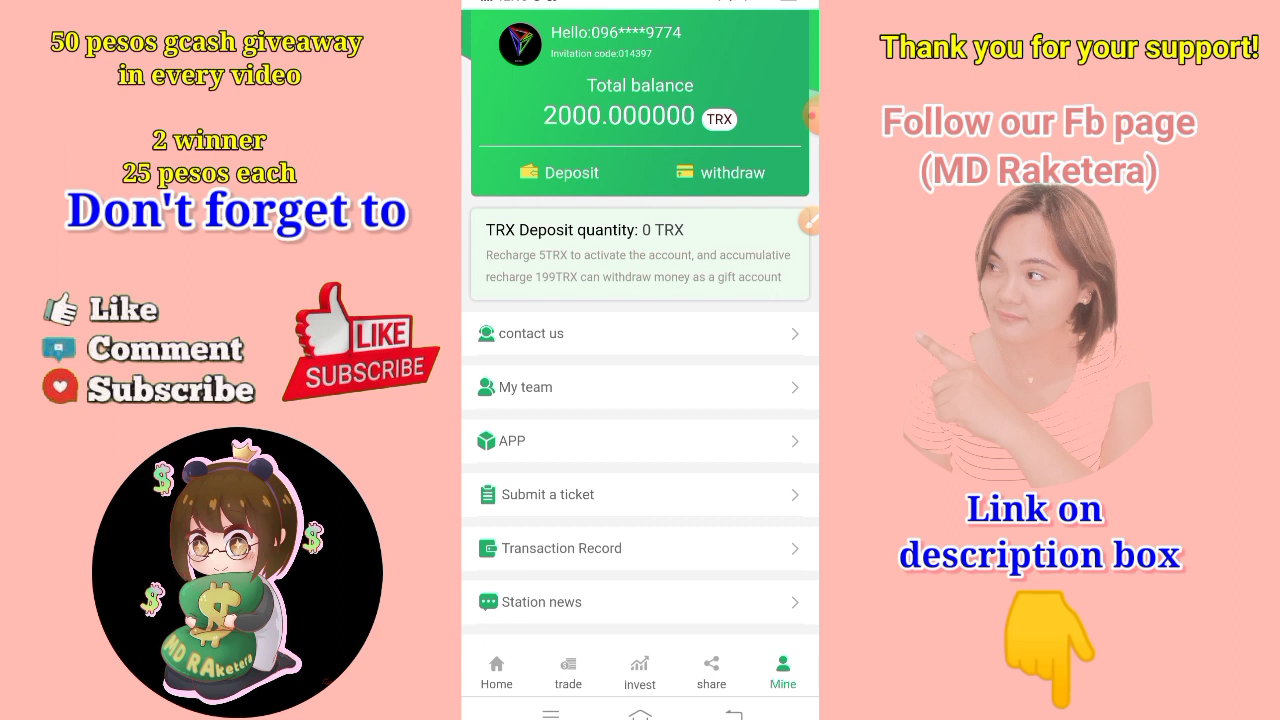 50 pesos gcash giveaway
in every video
2 winner
25 pesos each
Don't forget to
Like
Comment
Subscribe
LIKE
SUBSCRIBE
MD RAketera
Hello:096****9774
Invitation code:014397
Total balance
2000.000000 TRX
Deposit withdraw
TRX Deposit quantity: 0 TRX
Recharge 5TRX to activate the account, and accumulative
recharge 199TRX can withdraw money as a gift account
contact us
My team
APP
Submit a ticket
Transaction Record
Station news
Home trade invest share Mine
Thank you for your support!
Follow our Fb page
(MD Raketera)
Link on
description box